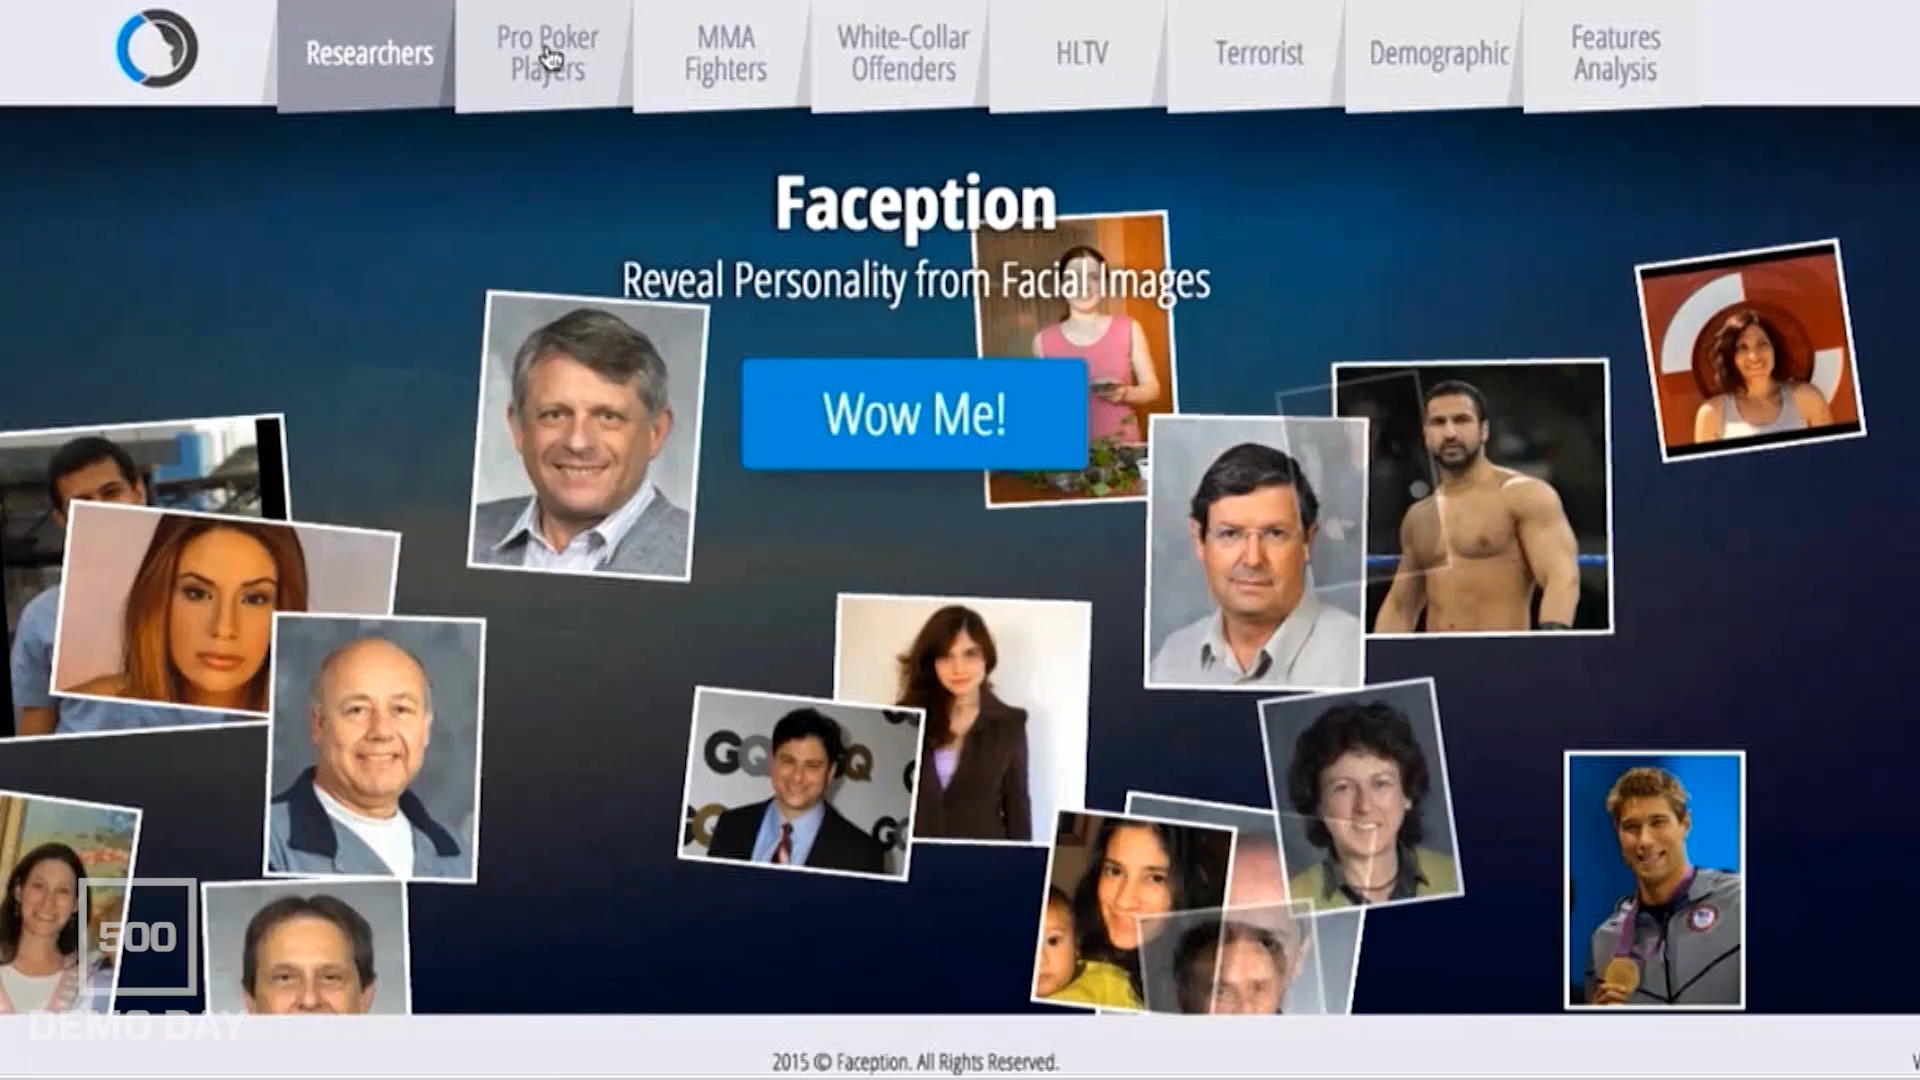 Researchers
Pro Poker
Players
MMA
Fighters
White-Collar
Offenders
HLTV
Terrorist
Demographic
Features
Analysis
Faception
Reveal Personality from Facial Images
Wow Me!
GQ
GQ
500
DEMO DAY
2015 © Faception. All Rights Reserved.